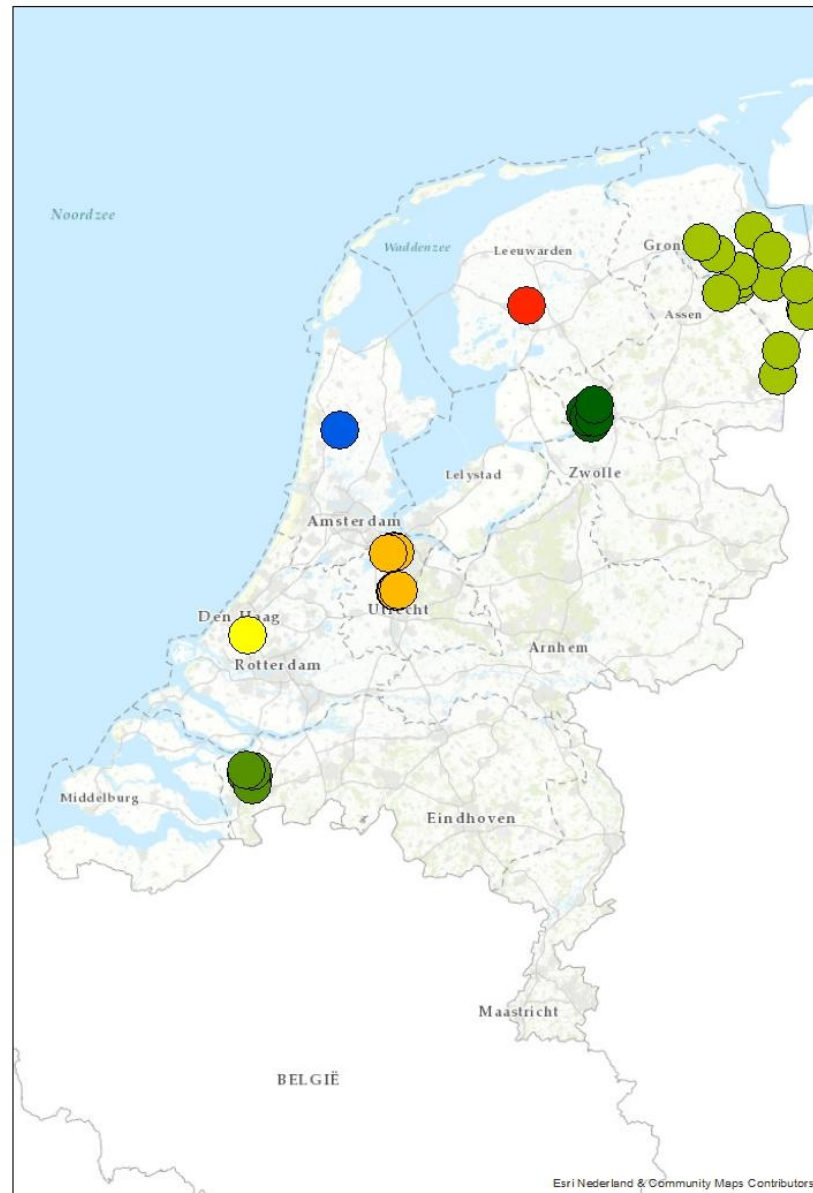 Noordzee
Waddenzee
Leeuwarden
Gron
Assen
Lelystad
Zwolle
Amsterdam
Utrecht
Den Haag
Arnhem
Rotterdam
Middelburg
Eindhoven
Maastricht
BELGIË
Esri Nederland & Community Maps Contributors